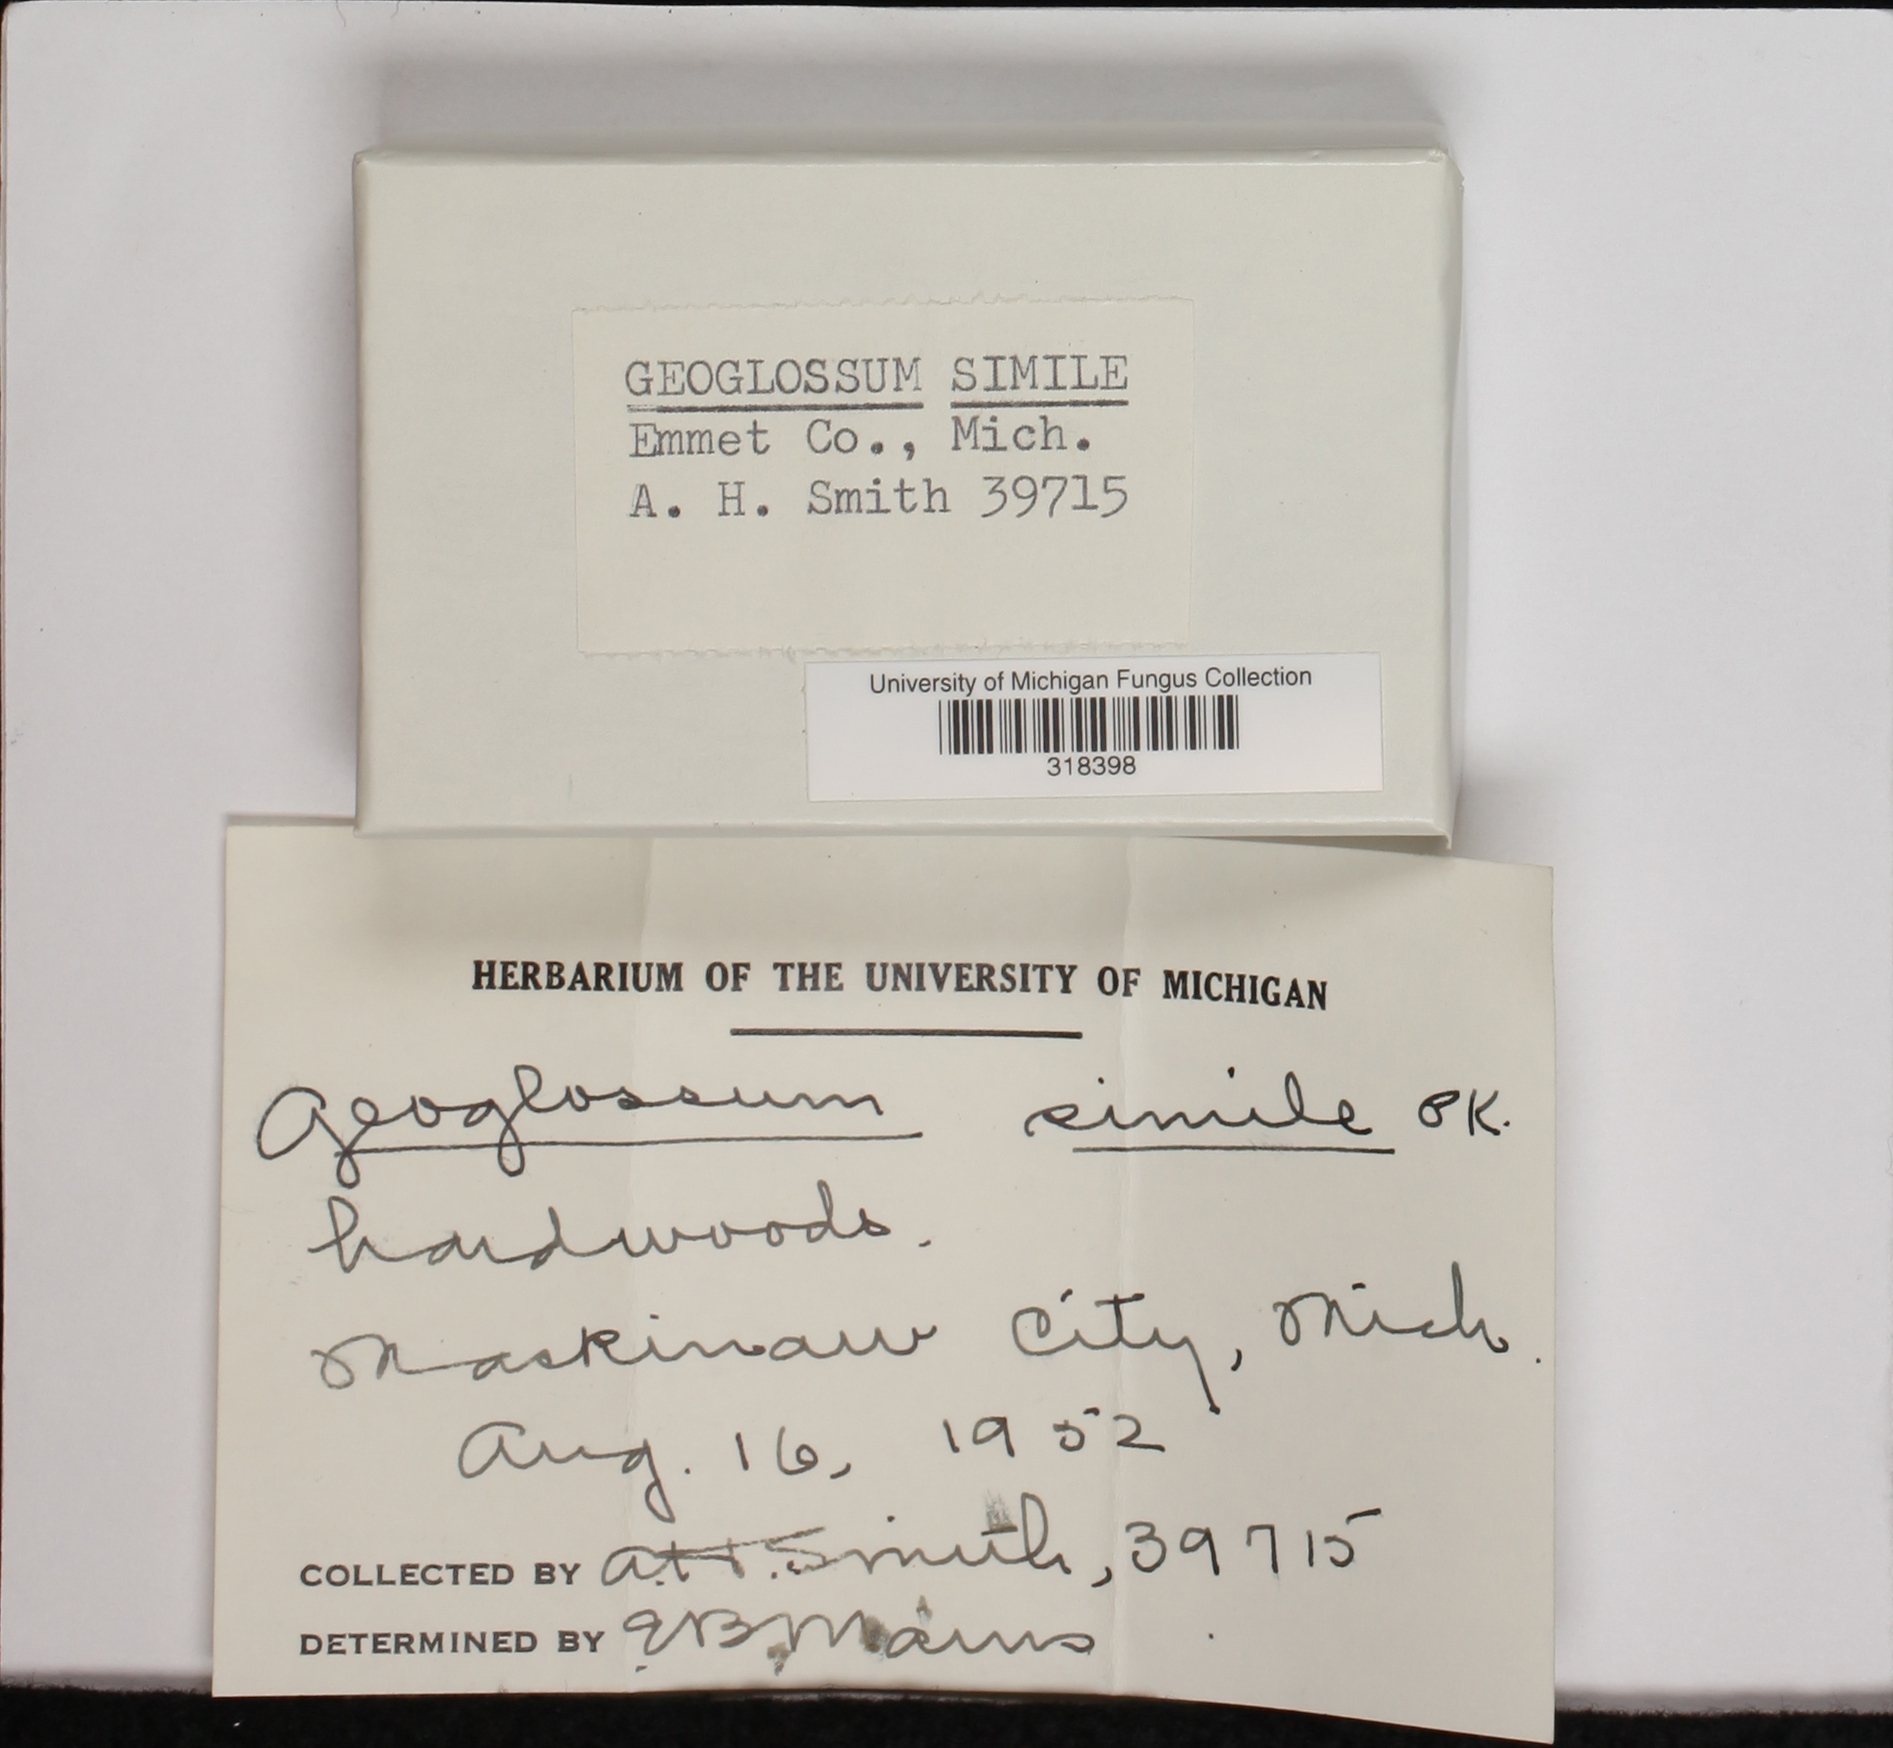 GEOGLOSSUM SIMILE
Emmet Co., Mich.
A. H. Smith 39715
University of Michigan Fungus Collection
318398
HERBARIUM OF THE UNIVERSITY OF MICHIGAN
Geoglossum simile PK.
hardwoods.
Mackinaw City, Mich.
Aug. 16, 1952
COLLECTED BY A. H. Smith, 39715
DETERMINED BY E B Mains